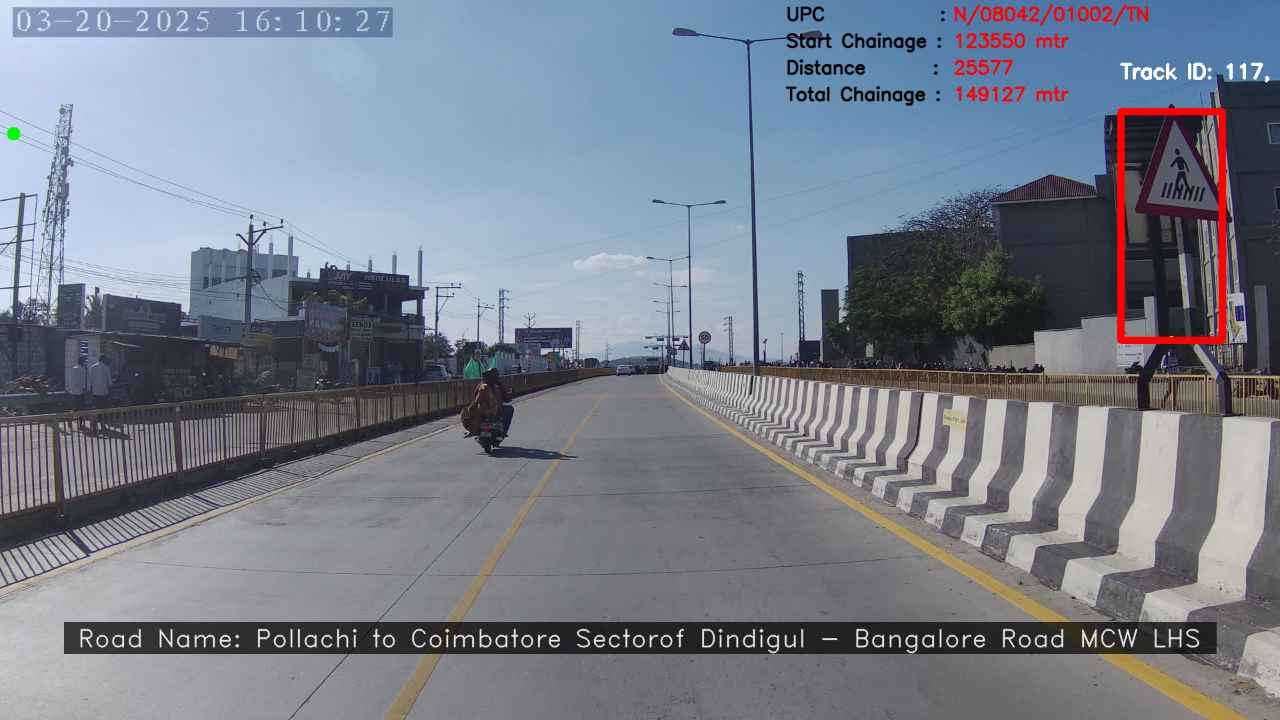 03-20-2025 16:10:27
UPC : N/08042/01002/TN
Start Chainage : 123550 mtr
Distance : 25577
Total Chainage : 149127 mtr
Track ID: 117,
HERCULES
Road Name: Pollachi to Coimbatore Sectorof Dindigul - Bangalore Road MCW LHS